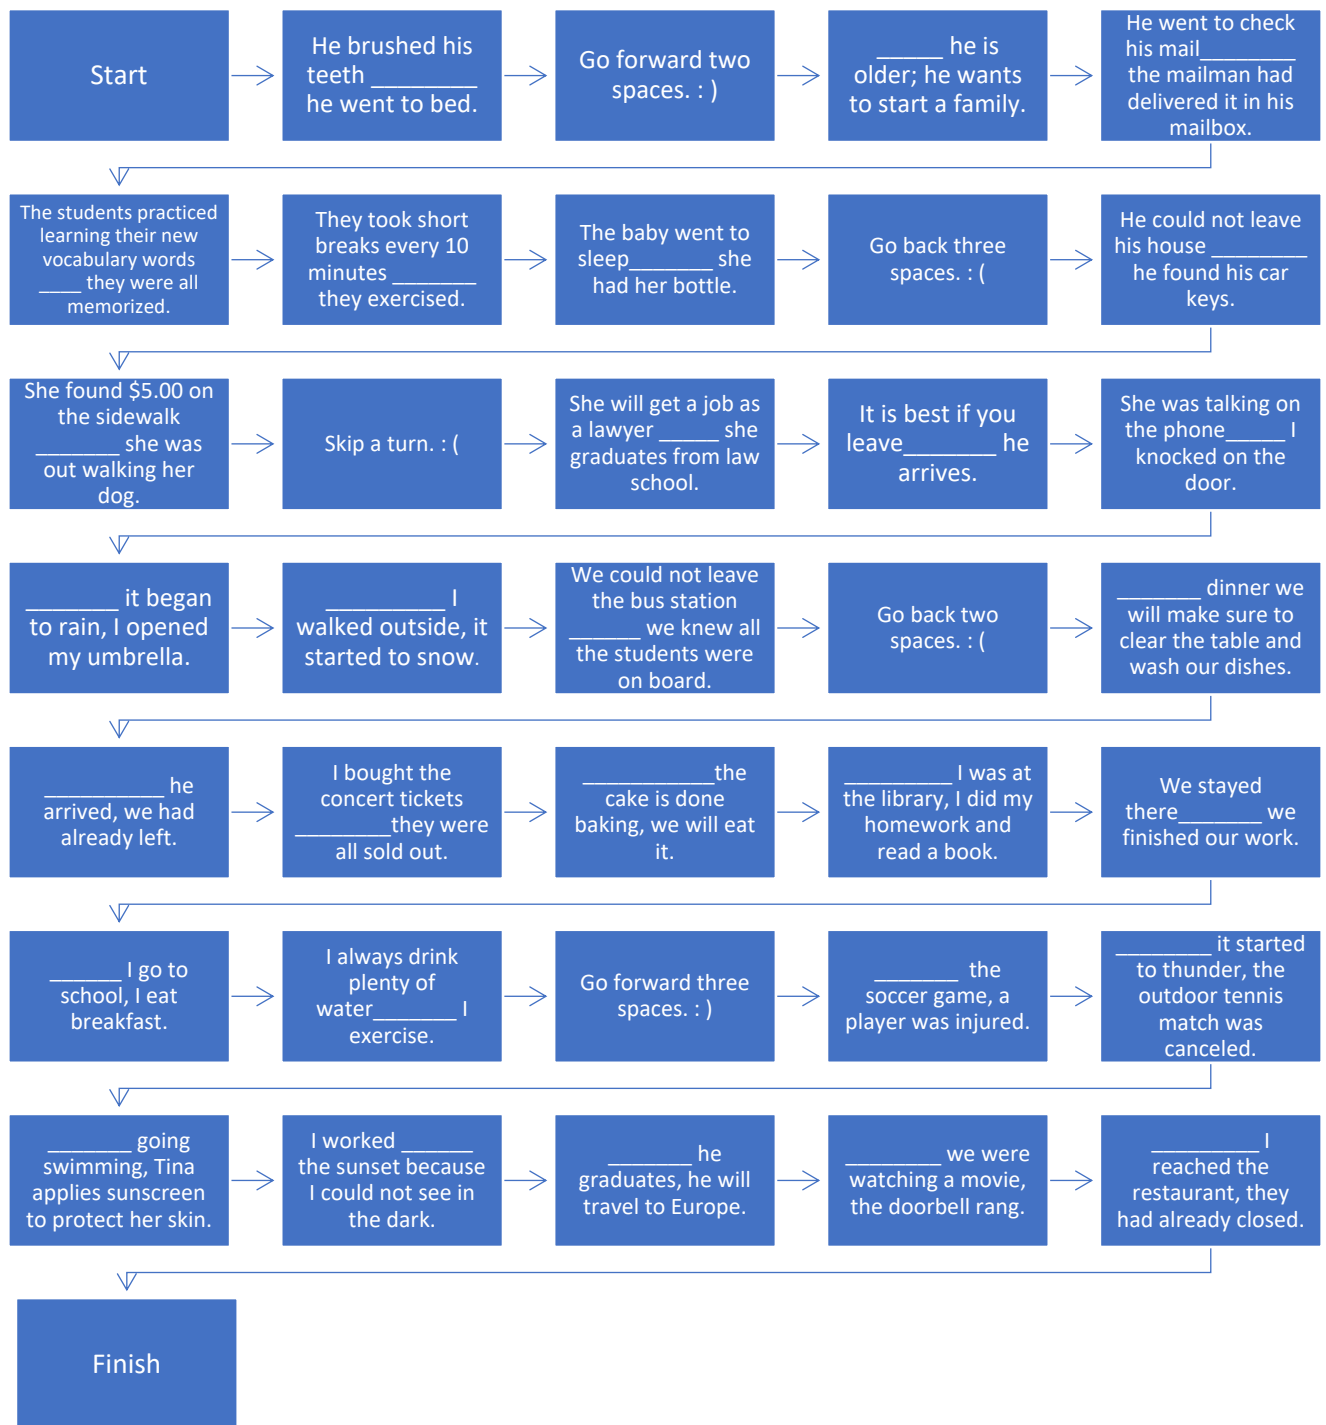 Start
He brushed his
teeth ________
he went to bed.
Go forward two
spaces. : )
_____ he is
older; he wants
to start a family.
He went to check
his mail________
the mailman had
delivered it in his
mailbox.
The students practiced
learning their new
vocabulary words
____ they were all
memorized.
They took short
breaks every 10
minutes _______
they exercised.
The baby went to
sleep_______ she
had her bottle.
Go back three
spaces. : (
He could not leave
his house ________
he found his car
keys.
She found $5.00 on
the sidewalk
_______ she was
out walking her
dog.
Skip a turn. : (
She will get a job as
a lawyer _____ she
graduates from law
school.
It is best if you
leave_______ he
arrives.
She was talking on
the phone_____ I
knocked on the
door.
_______ it began
to rain, I opened
my umbrella.
_________ I
walked outside, it
started to snow.
We could not leave
the bus station
______ we knew all
the students were
on board.
Go back two
spaces. : (
_______ dinner we
will make sure to
clear the table and
wash our dishes.
__________ he
arrived, we had
already left.
I bought the
concert tickets
________they were
all sold out.
___________the
cake is done
baking, we will eat
it.
_________ I was at
the library, I did my
homework and
read a book.
We stayed
there_______ we
finished our work.
______ I go to
school, I eat
breakfast.
I always drink
plenty of
water_______ I
exercise.
Go forward three
spaces. : )
_______ the
soccer game, a
player was injured.
________ it started
to thunder, the
outdoor tennis
match was
canceled.
_______ going
swimming, Tina
applies sunscreen
to protect her skin.
I worked ______
the sunset because
I could not see in
the dark.
_______ he
graduates, he will
travel to Europe.
________ we were
watching a movie,
the doorbell rang.
_________ I
reached the
restaurant, they
had already closed.
Finish